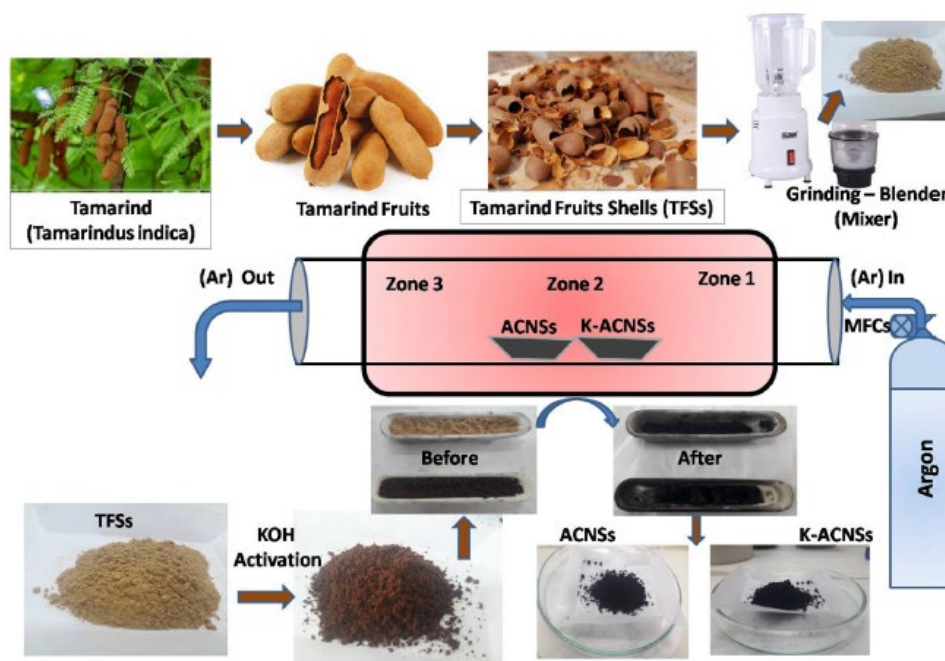 Tamarind
(Tamarindus indica)
Tamarind Fruits
Tamarind Fruits Shells (TFSs)
Grinding – Blender
(Mixer)
(Ar) Out
Zone 3
Zone 2
Zone 1
(Ar) In
ACNSs
K-ACNSs
MFCs
Before
After
Argon
TFSs
KOH
Activation
ACNSs
K-ACNSs